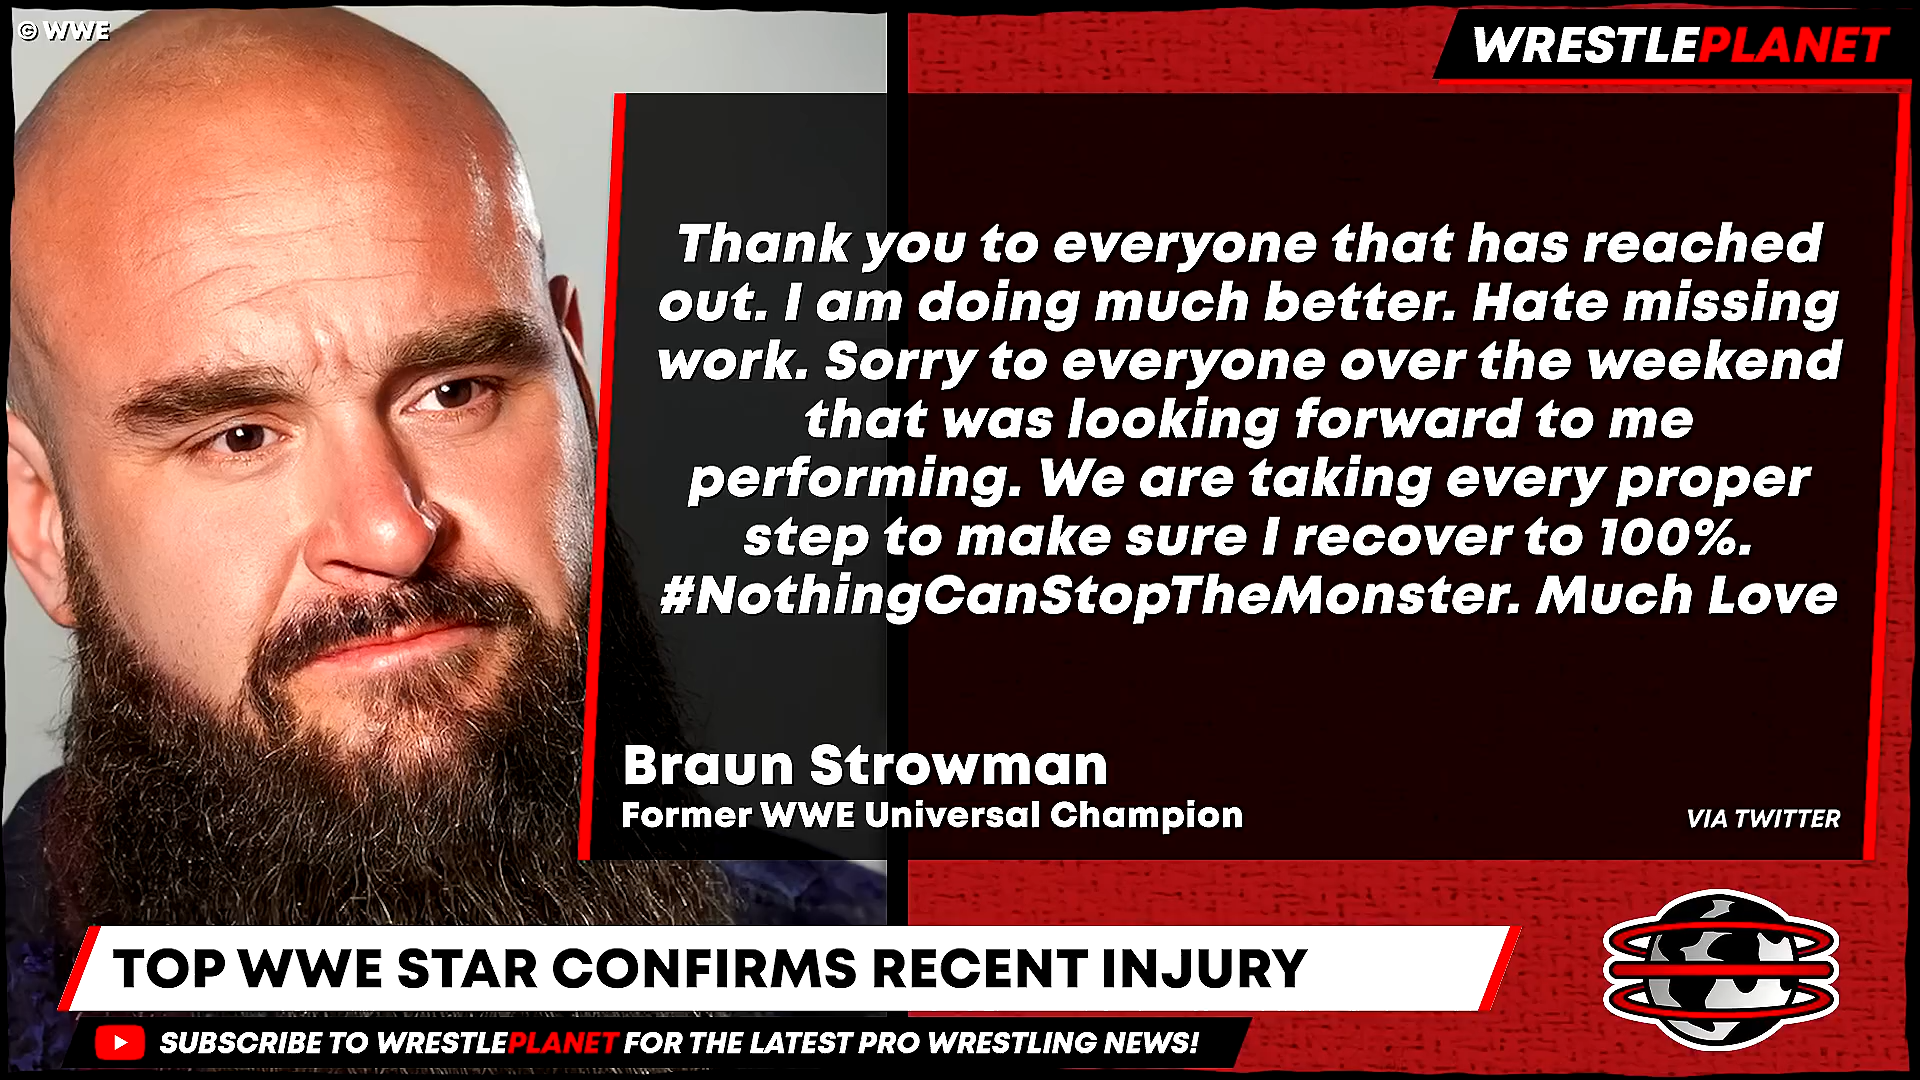 © WWE
WRESTLEPLANET
Thank you to everyone that has reached
out. I am doing much better. Hate missing
work. Sorry to everyone over the weekend
that was looking forward to me
performing. We are taking every proper
step to make sure I recover to 100%.
#NothingCanStopTheMonster. Much Love
Braun Strowman
Former WWE Universal Champion
VIA TWITTER
TOP WWE STAR CONFIRMS RECENT INJURY
SUBSCRIBE TO WRESTLEPLANET FOR THE LATEST PRO WRESTLING NEWS!